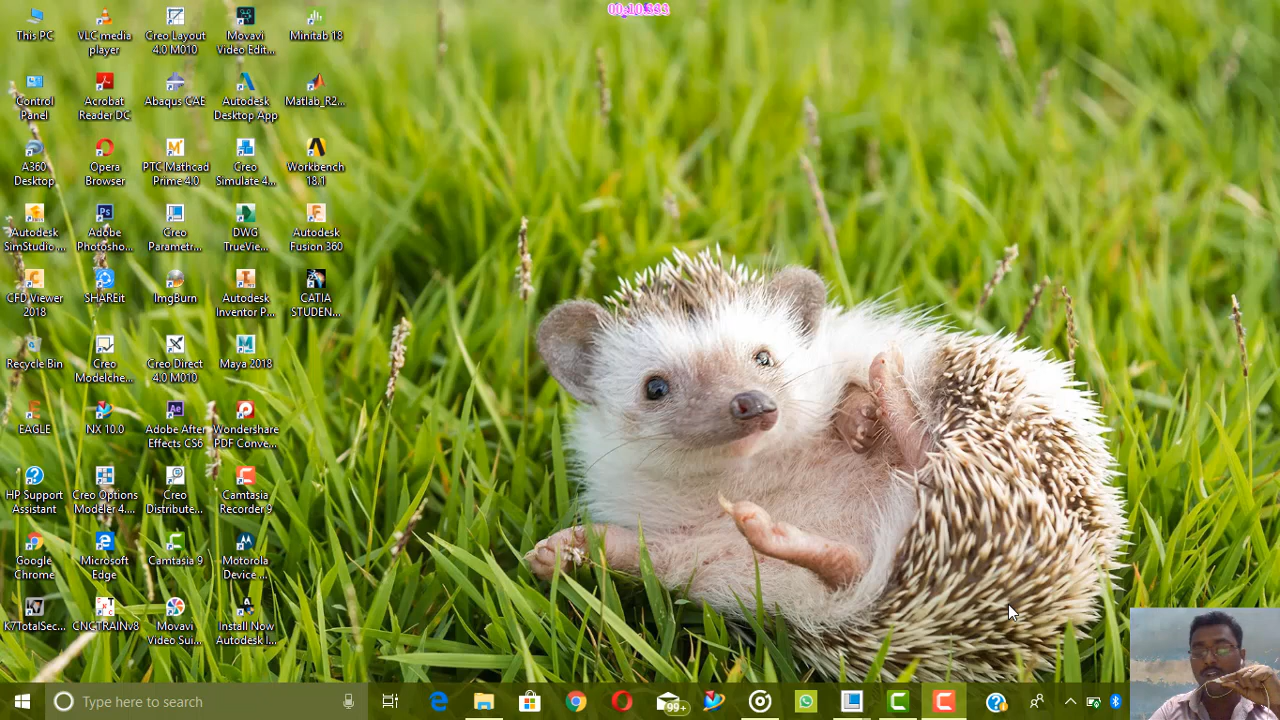 00:10.333
This PC
VLC media
player
Creo Layout
4.0 M010
Movavi
Video Edit...
Minitab 18
Control
Panel
Acrobat
Reader DC
Abaqus CAE
Autodesk
Desktop App
Matlab_R2...
A360
Desktop
Opera
Browser
PTC Mathcad
Prime 4.0
Creo
Simulate 4...
Workbench
18.1
Autodesk
SimStudio ...
Adobe
Photosho...
Creo
Parametr...
DWG
TrueVie...
Autodesk
Fusion 360
CFD Viewer
2018
SHAREit
ImgBurn
Autodesk
Inventor P...
CATIA
STUDEN...
Recycle Bin
Creo
Modelche...
Creo Direct
4.0 M010
Maya 2018
EAGLE
NX 10.0
Adobe After
Effects CS6
Wondershare
PDF Conve...
HP Support
Assistant
Creo Options
Modeler 4....
Creo
Distribute...
Camtasia
Recorder 9
Google
Chrome
Microsoft
Edge
Camtasia 9
Motorola
Device ...
K7TotalSec...
CNCTRAINv8
Movavi
Video Sui...
Install Now
Autodesk I...
Type here to search
99+